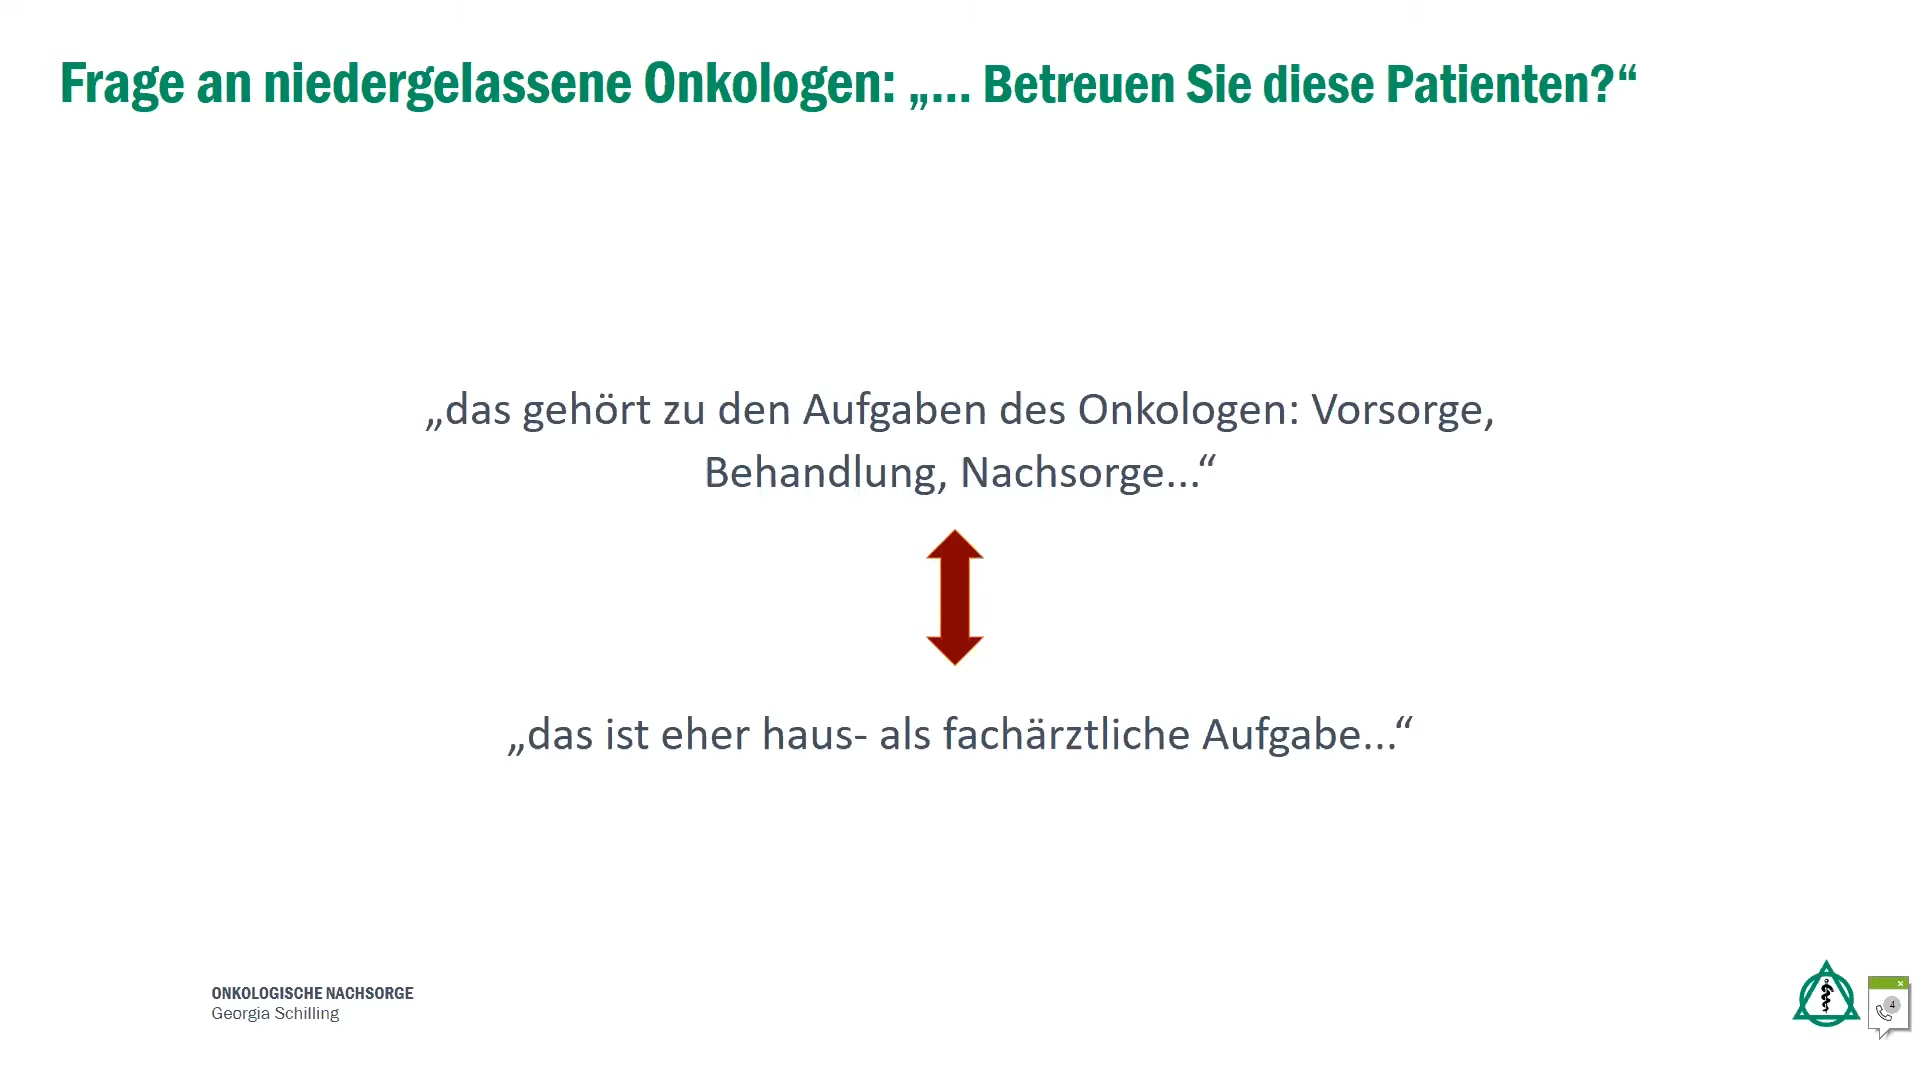 Frage an niedergelassene Onkologen: „... Betreuen Sie diese Patienten?“
„das gehört zu den Aufgaben des Onkologen: Vorsorge,
Behandlung, Nachsorge...“
„das ist eher haus- als fachärztliche Aufgabe...“
ONKOLOGISCHE NACHSORGE
Georgia Schilling
4